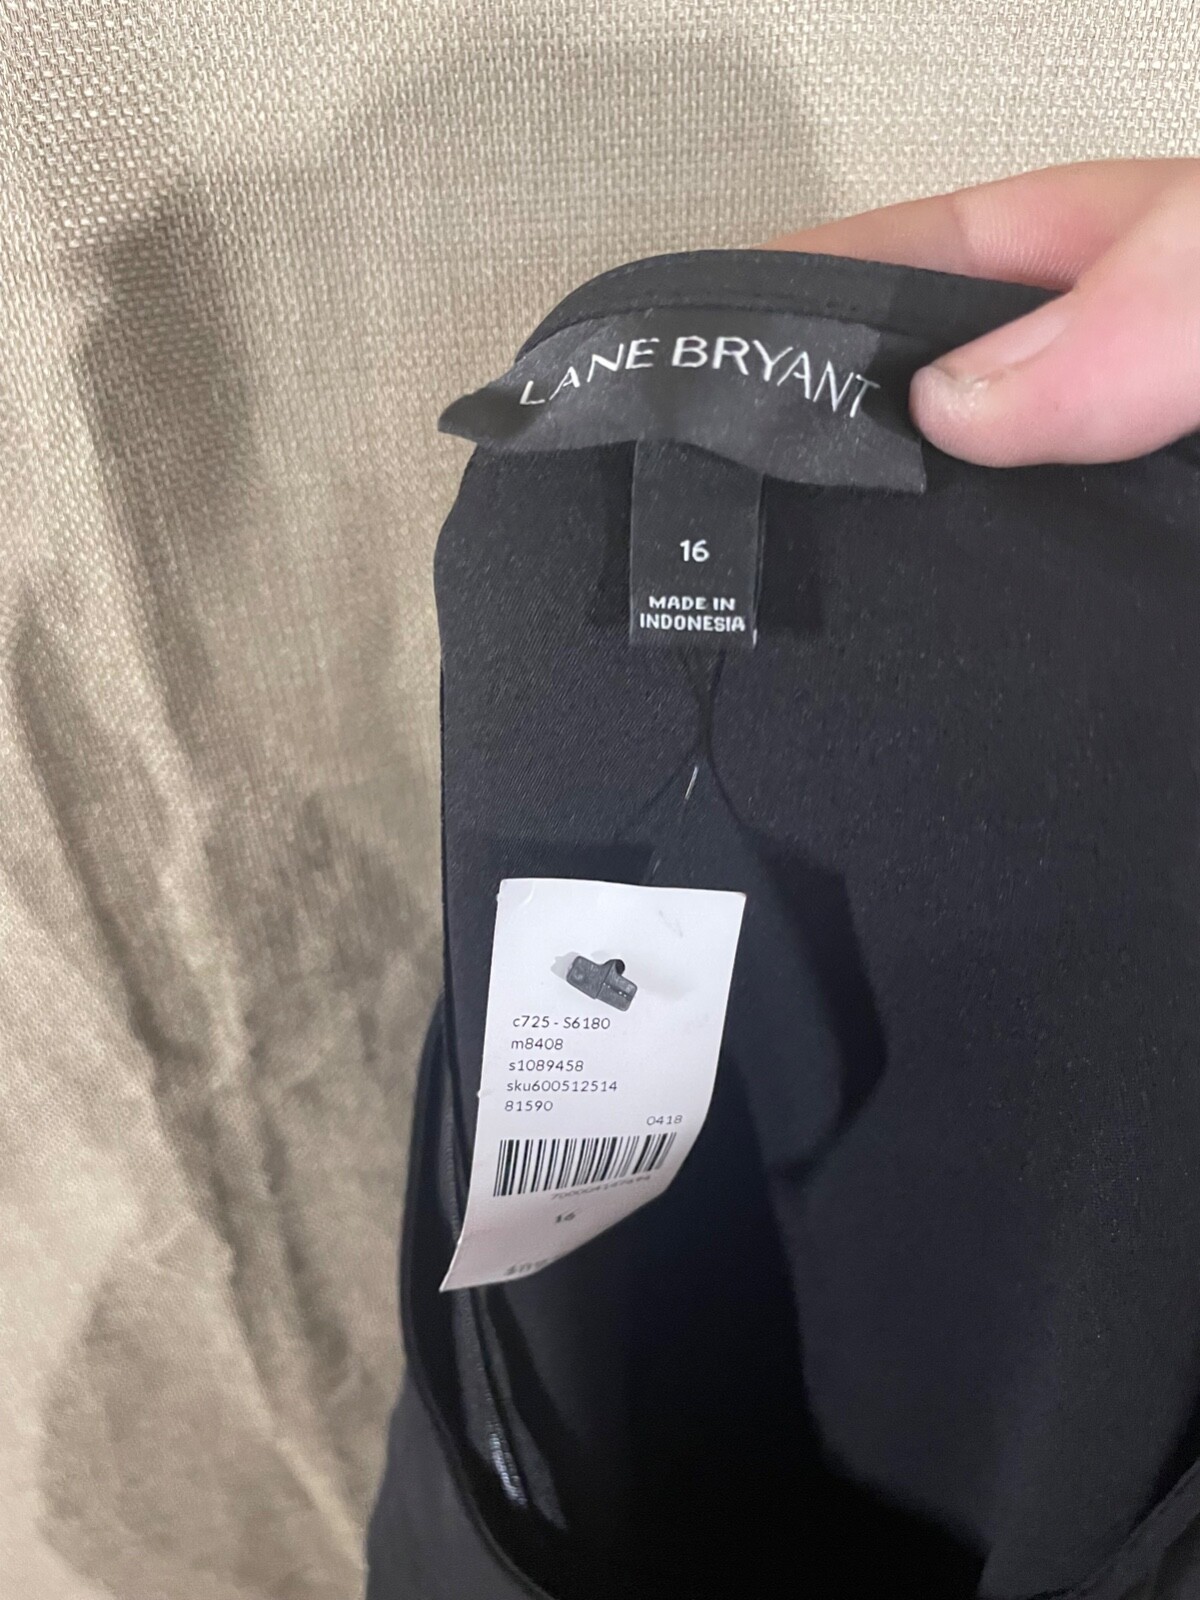 LANE BRYANT
16
MADE IN
INDONESIA
c725 - S6180
m8408
s1089458
sku600512514
81590
0418
16